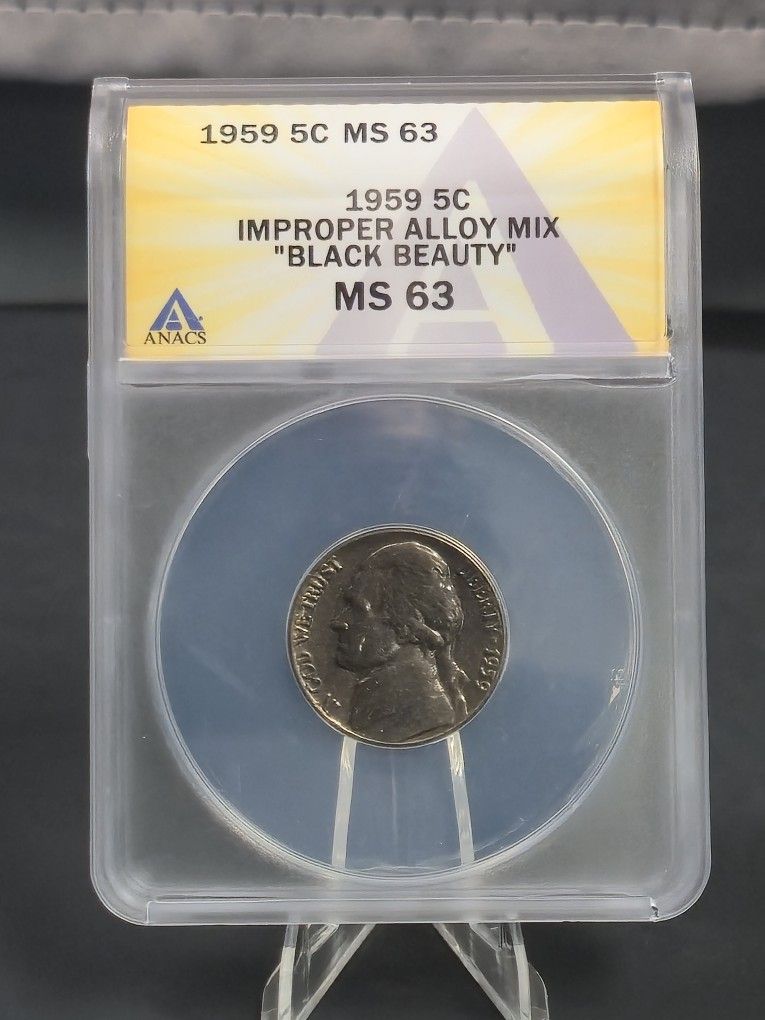 1959 5C MS 63
1959 5C
IMPROPER ALLOY MIX
"BLACK BEAUTY"
MS 63
ANACS
GOD WE TRUST
LIBERTY 1959